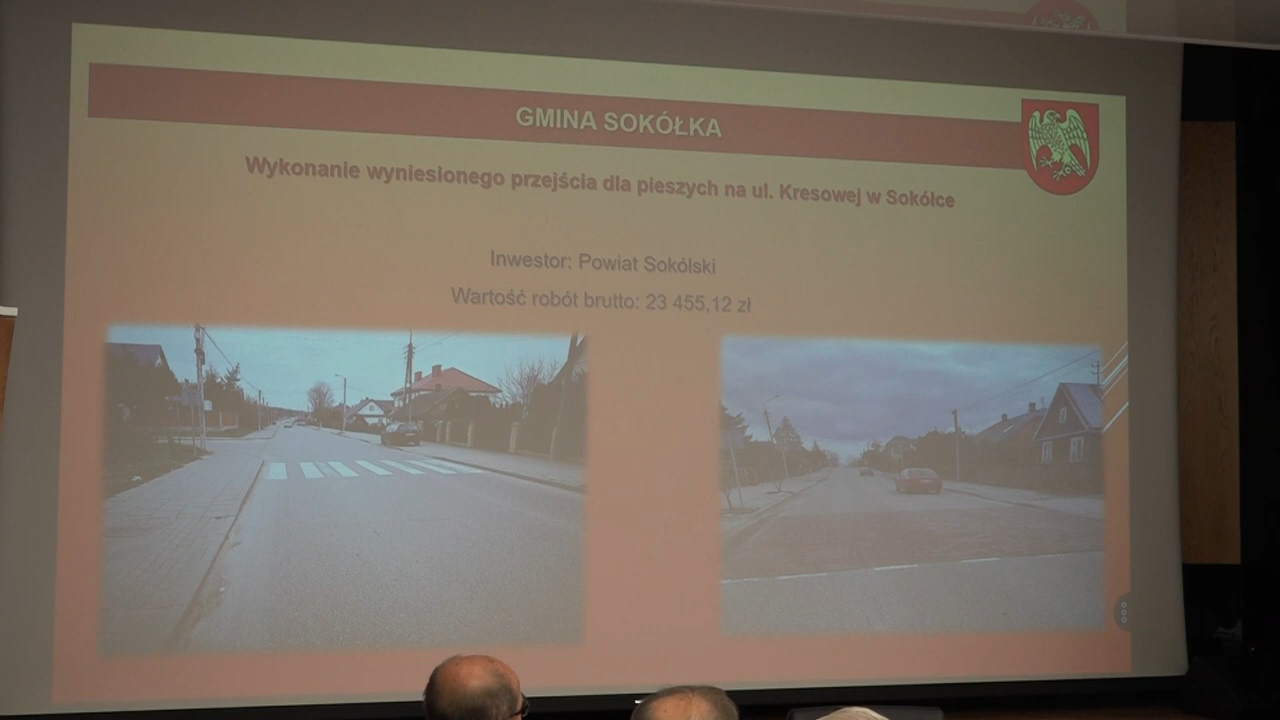 GMINA SOKÓŁKA
Wykonanie wyniesionego przejścia dla pieszych na ul. Kresowej w Sokółce
Inwestor: Powiat Sokólski
Wartość robót brutto: 23 455,12 zł